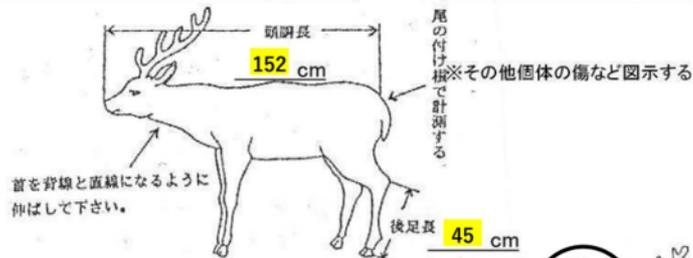 頭胴長
152 cm
尾の付け根で計測する
※その他個体の傷など図示する
首を背線と直線になるように
伸ばして下さい。
後足長 45 cm